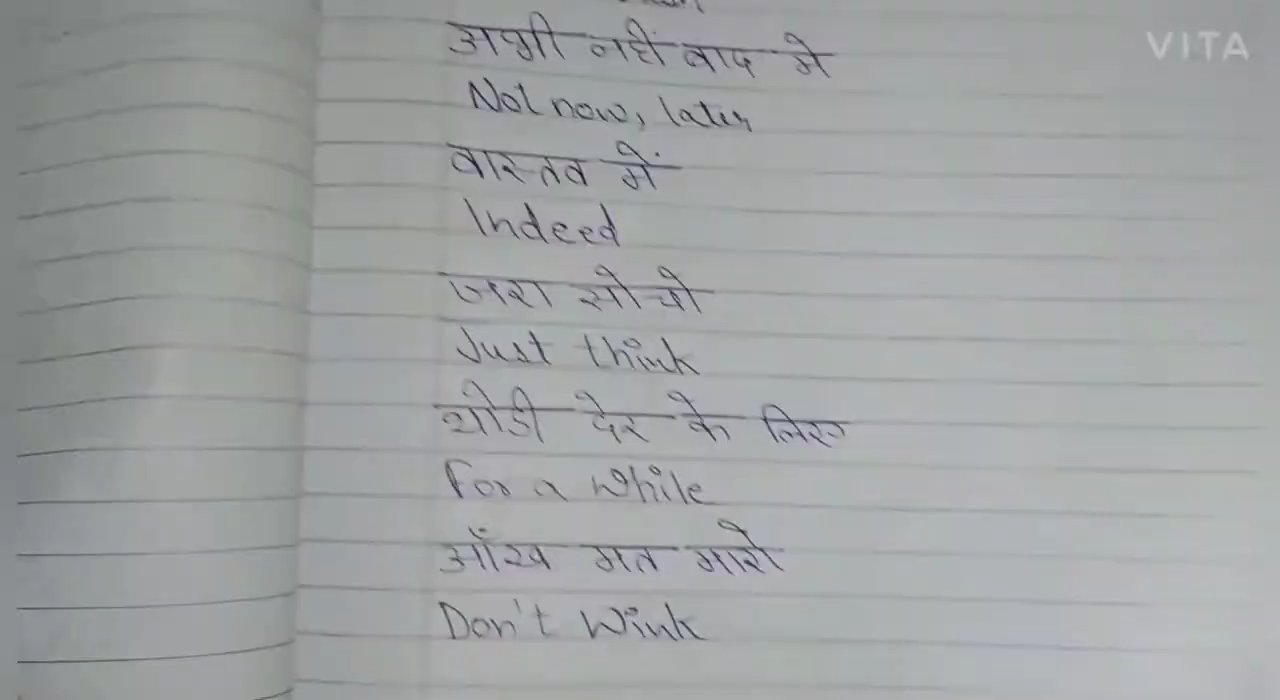 VITA
अभी नहीं बाद मे
Not now, later
वास्तव में
Indeed
जरा सोचो
Just think
थोडी देर के लिए
For a while
आँख मत मारो
Don't Wink